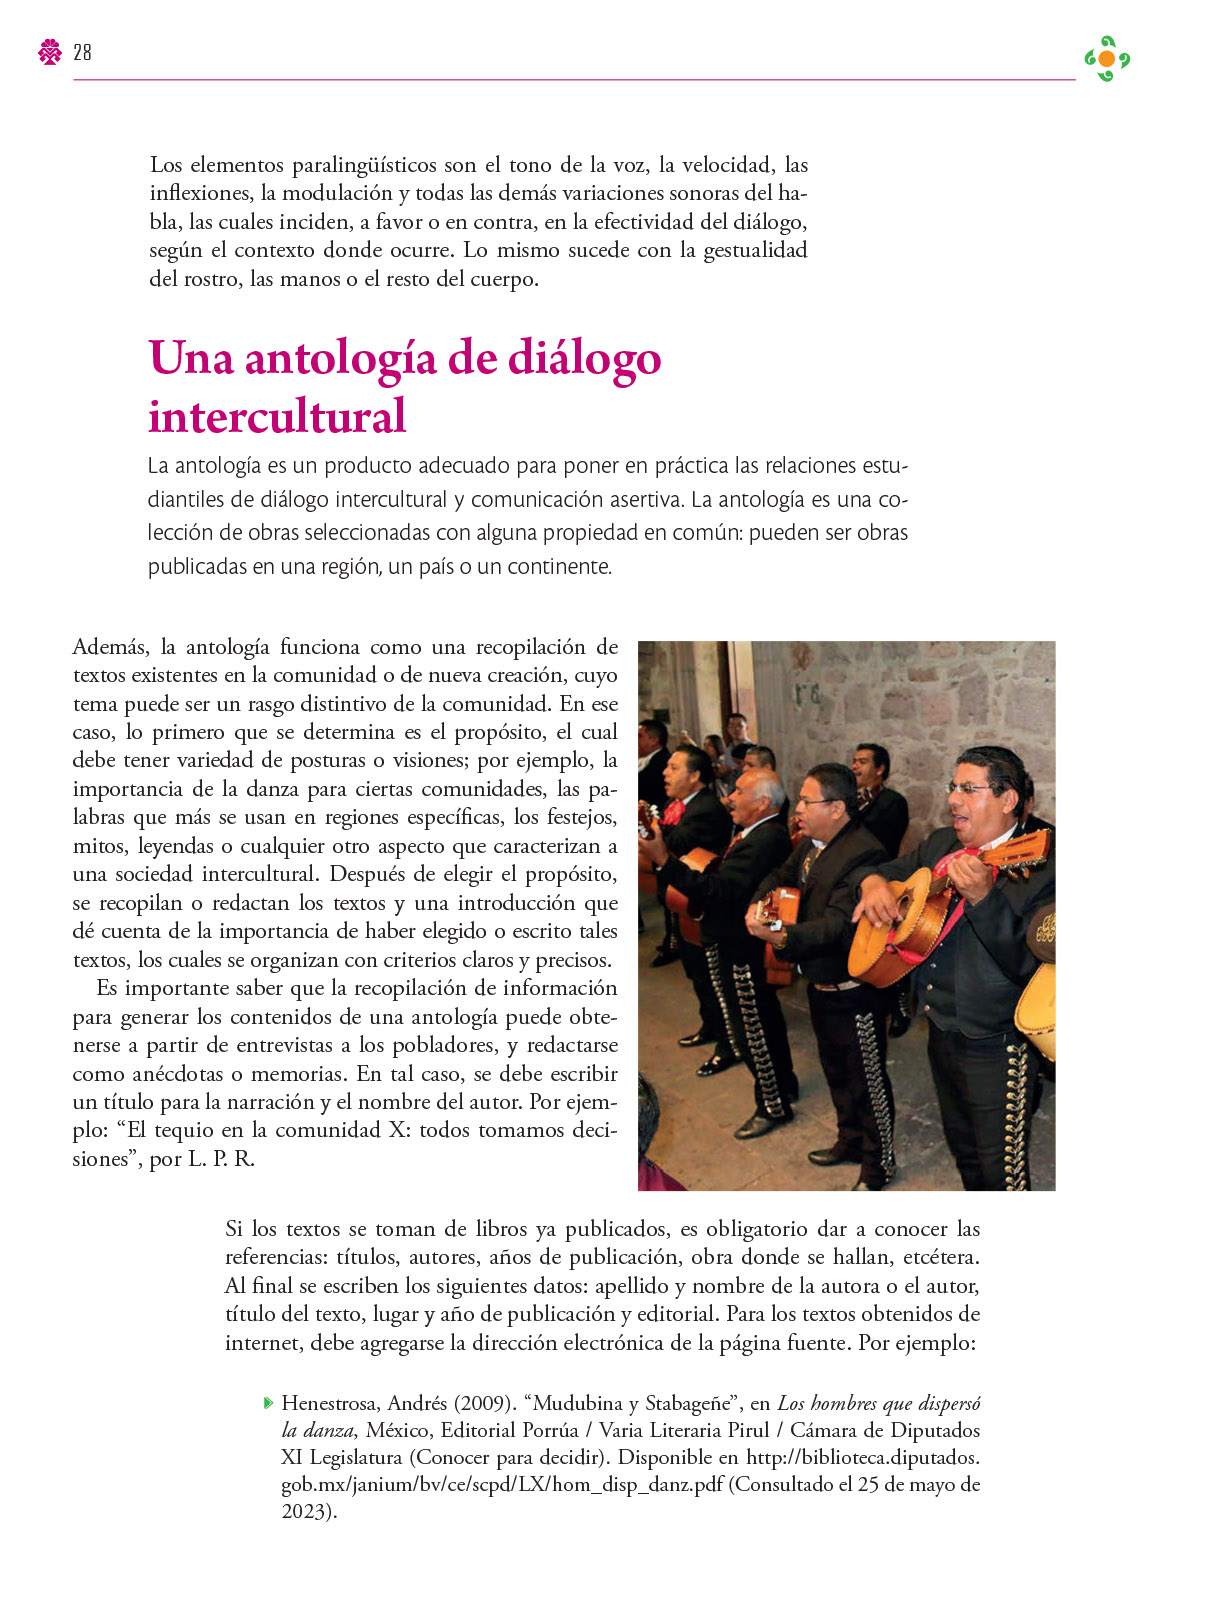 28
Los elementos paralingüísticos son el tono de la voz, la velocidad, las
inflexiones, la modulación y todas las demás variaciones sonoras del ha-
bla, las cuales inciden, a favor o en contra, en la efectividad del diálogo,
según el contexto donde ocurre. Lo mismo sucede con la gestualidad
del rostro, las manos o el resto del cuerpo.
Una antología de diálogo
intercultural
La antología es un producto adecuado para poner en práctica las relaciones estu-
diantiles de diálogo intercultural y comunicación asertiva. La antología es una co-
lección de obras seleccionadas con alguna propiedad en común: pueden ser obras
publicadas en una región, un país o un continente.
Además, la antología funciona como una recopilación de
textos existentes en la comunidad o de nueva creación, cuyo
tema puede ser un rasgo distintivo de la comunidad. En ese
caso, lo primero que se determina es el propósito, el cual
debe tener variedad de posturas o visiones; por ejemplo, la
importancia de la danza para ciertas comunidades, las pa-
labras que más se usan en regiones específicas, los festejos,
mitos, leyendas o cualquier otro aspecto que caracterizan a
una sociedad intercultural. Después de elegir el propósito,
se recopilan o redactan los textos y una introducción que
dé cuenta de la importancia de haber elegido o escrito tales
textos, los cuales se organizan con criterios claros y precisos.
Es importante saber que la recopilación de información
para generar los contenidos de una antología puede obte-
nerse a partir de entrevistas a los pobladores, y redactarse
como anécdotas o memorias. En tal caso, se debe escribir
un título para la narración y el nombre del autor. Por ejem-
plo: “El tequio en la comunidad X: todos tomamos deci-
siones”, por L. P. R.
Si los textos se toman de libros ya publicados, es obligatorio dar a conocer las
referencias: títulos, autores, años de publicación, obra donde se hallan, etcétera.
Al final se escriben los siguientes datos: apellido y nombre de la autora o el autor,
título del texto, lugar y año de publicación y editorial. Para los textos obtenidos de
internet, debe agregarse la dirección electrónica de la página fuente. Por ejemplo:
Henestrosa, Andrés (2009). “Mudubina y Stabageñe”, en Los hombres que dispersó
la danza, México, Editorial Porrúa / Varia Literaria Pirul / Cámara de Diputados
XI Legislatura (Conocer para decidir). Disponible en http://biblioteca.diputados.
gob.mx/janium/bv/ce/scpd/LX/hom_disp_danz.pdf (Consultado el 25 de mayo de
2023).